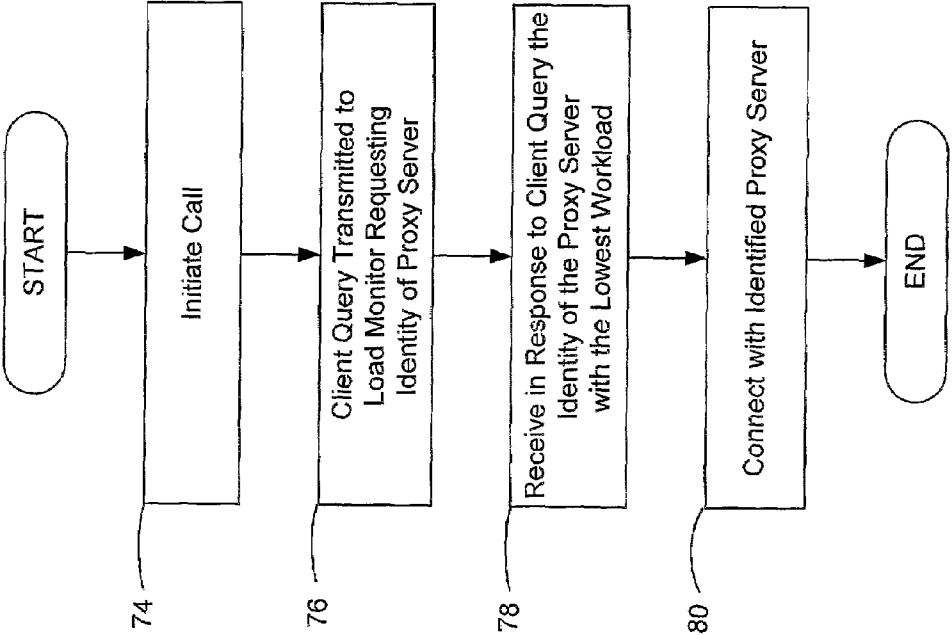 START
74
Initiate Call
76
Client Query Transmitted to
Load Monitor Requesting
Identity of Proxy Server
78
Receive in Response to Client Query the
Identity of the Proxy Server
with the Lowest Workload
80
Connect with Identified Proxy Server
END